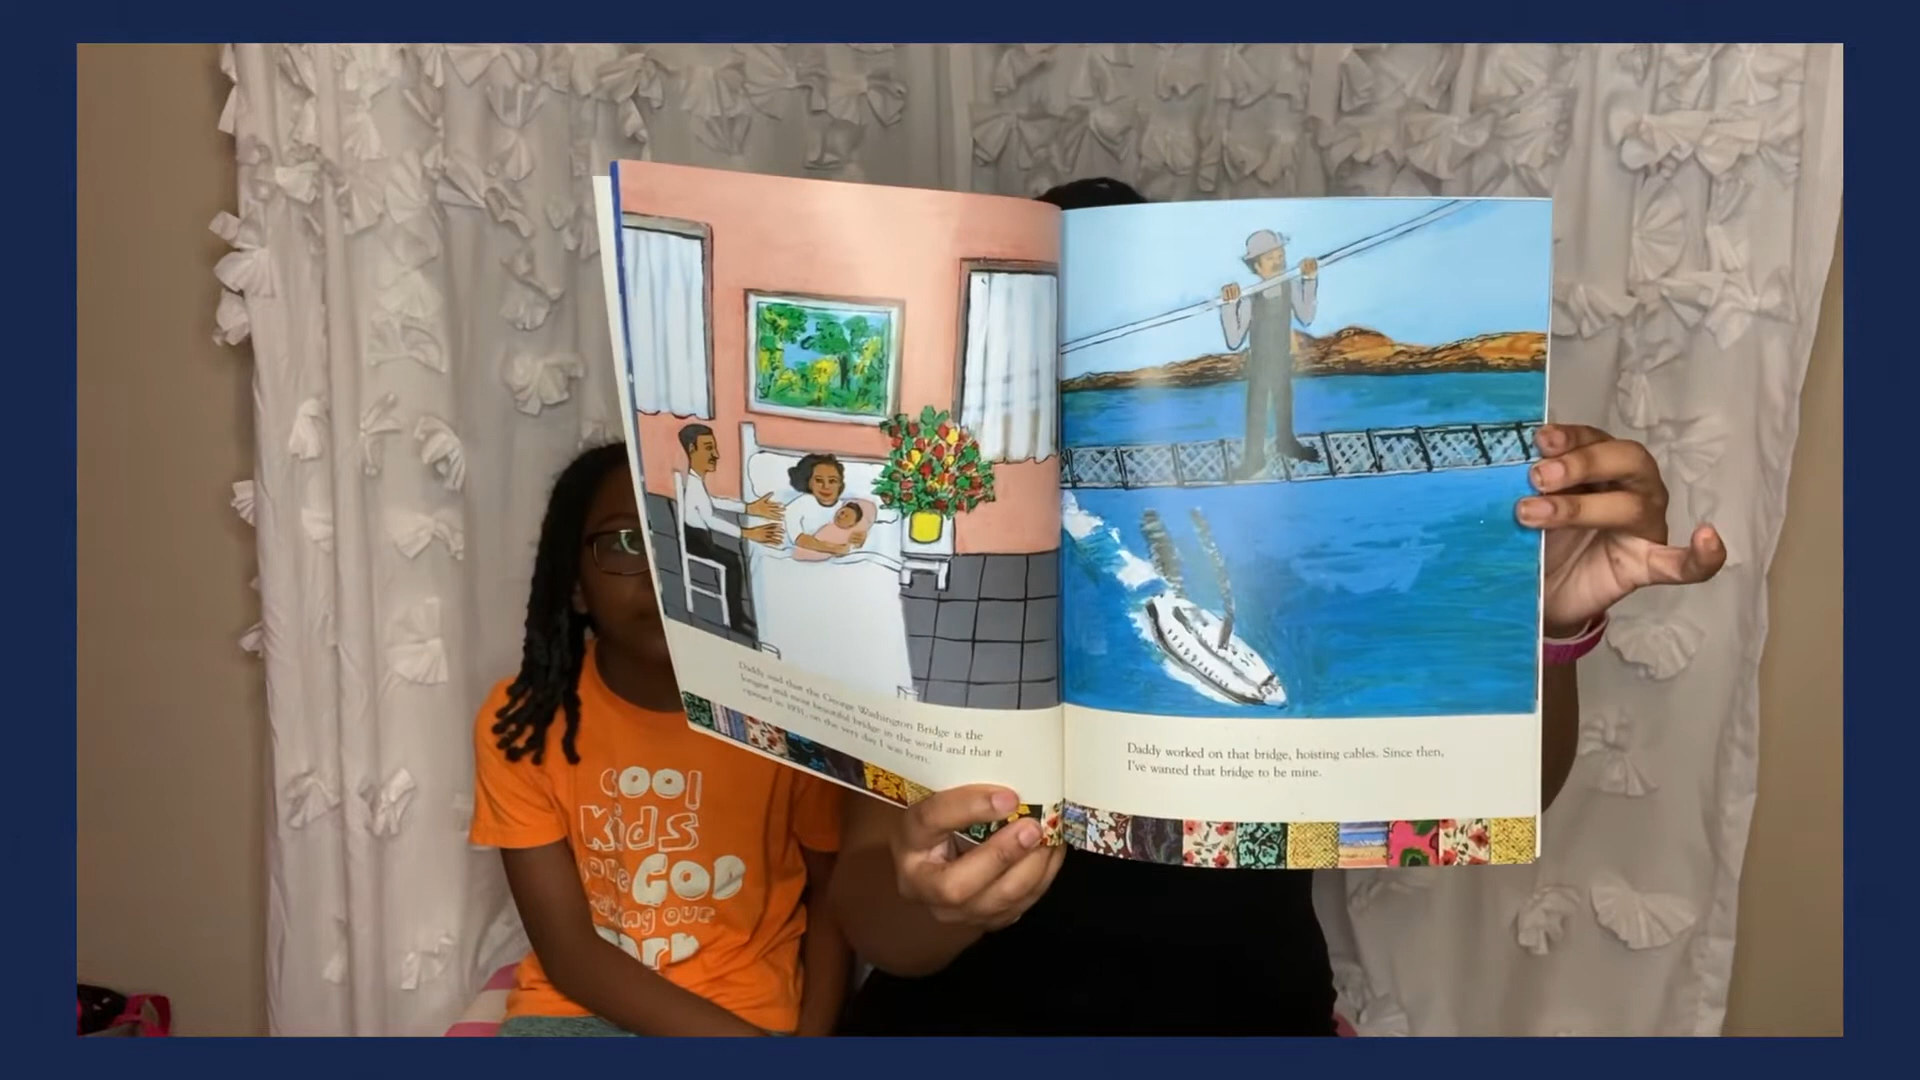 Daddy said that the George Washington Bridge is the
longest and most beautiful bridge in the world and that it
opened in 1931, on the very day I was born.
Daddy worked on that bridge, hoisting cables. Since then,
I've wanted that bridge to be mine.
COOL
KIDS
GOD
OUR